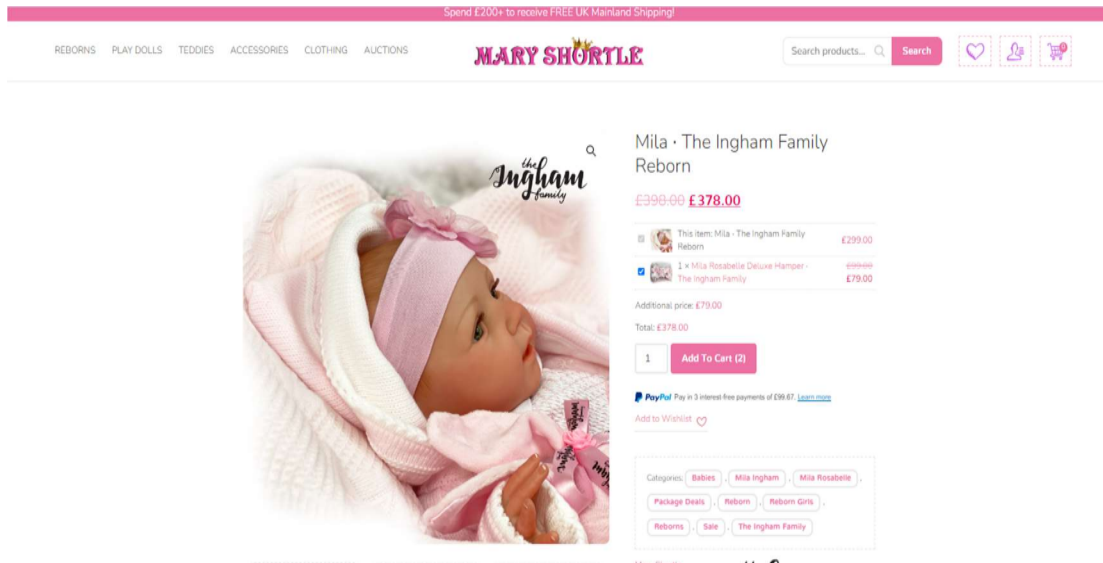 Spend £200+ to receive FREE UK Mainland Shipping!
REBORNS PLAY DOLLS TEDDIES ACCESSORIES CLOTHING AUCTIONS
MARY SHORTLE
Search products... Search
0
the
Ingham
family
Mila · The Ingham Family
Reborn
£398.00 £378.00
This item: Mila - The Ingham Family
Reborn
£299.00
1 × Mila Rosabelle Deluxe Hamper -
The Ingham Family
£99.00
£79.00
Additional price: £79.00
Total: £378.00
1 Add To Cart (2)
PayPal Pay in 3 interest-free payments of £99.67. Learn more
Add to Wishlist
Categories: Babies , Mila Ingham , Mila Rosabelle ,
Package Deals , Reborn , Reborn Girls ,
Reborns , Sale , The Ingham Family